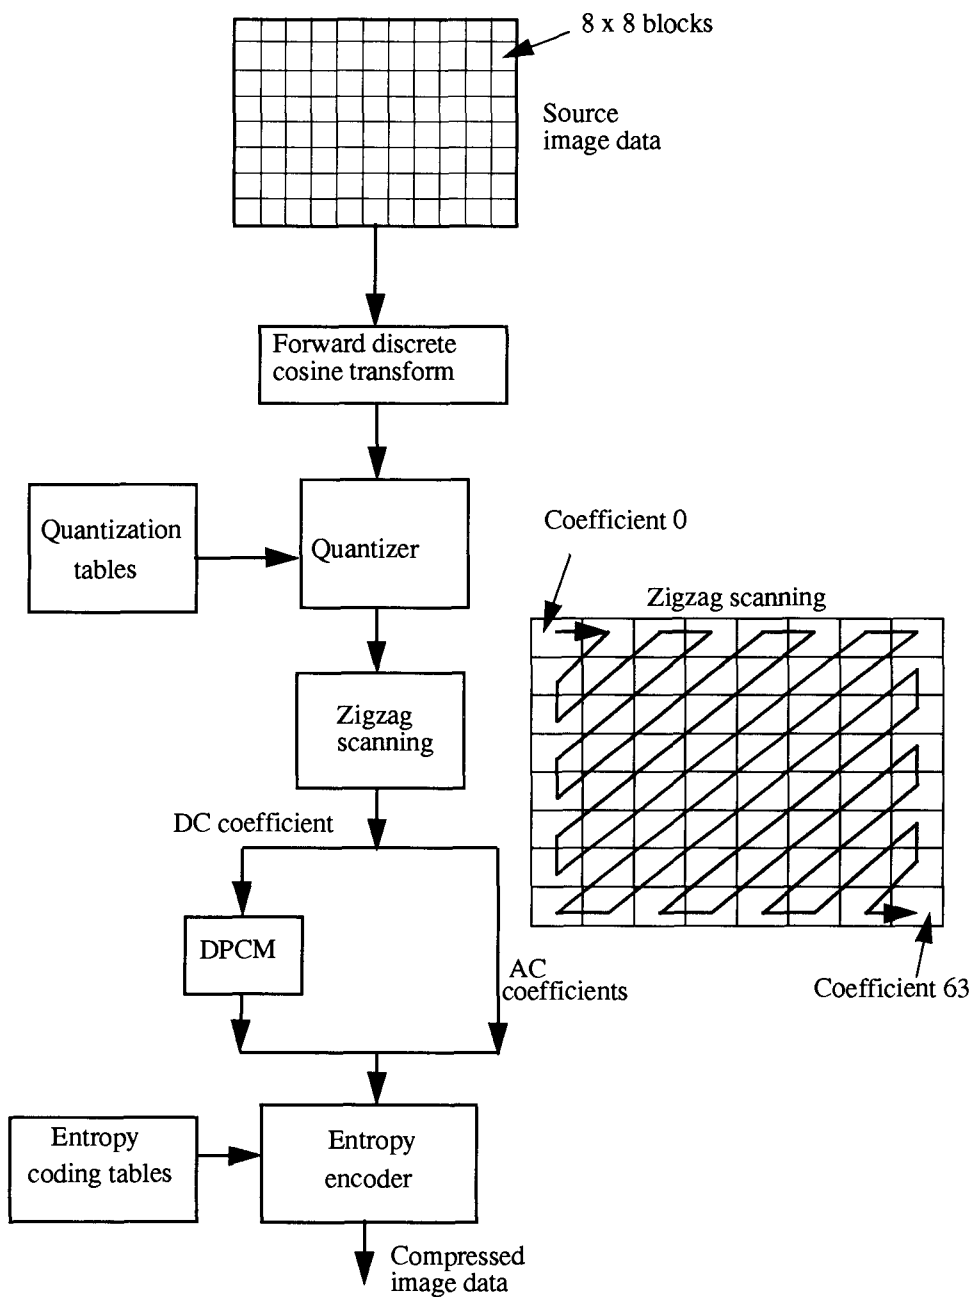 8 x 8 blocks
Source
image data
Forward discrete
cosine transform
Quantization
tables
Quantizer
Coefficient 0
Zigzag scanning
Zigzag
scanning
DC coefficient
DPCM
AC
coefficients
Coefficient 63
Entropy
coding tables
Entropy
encoder
Compressed
image data